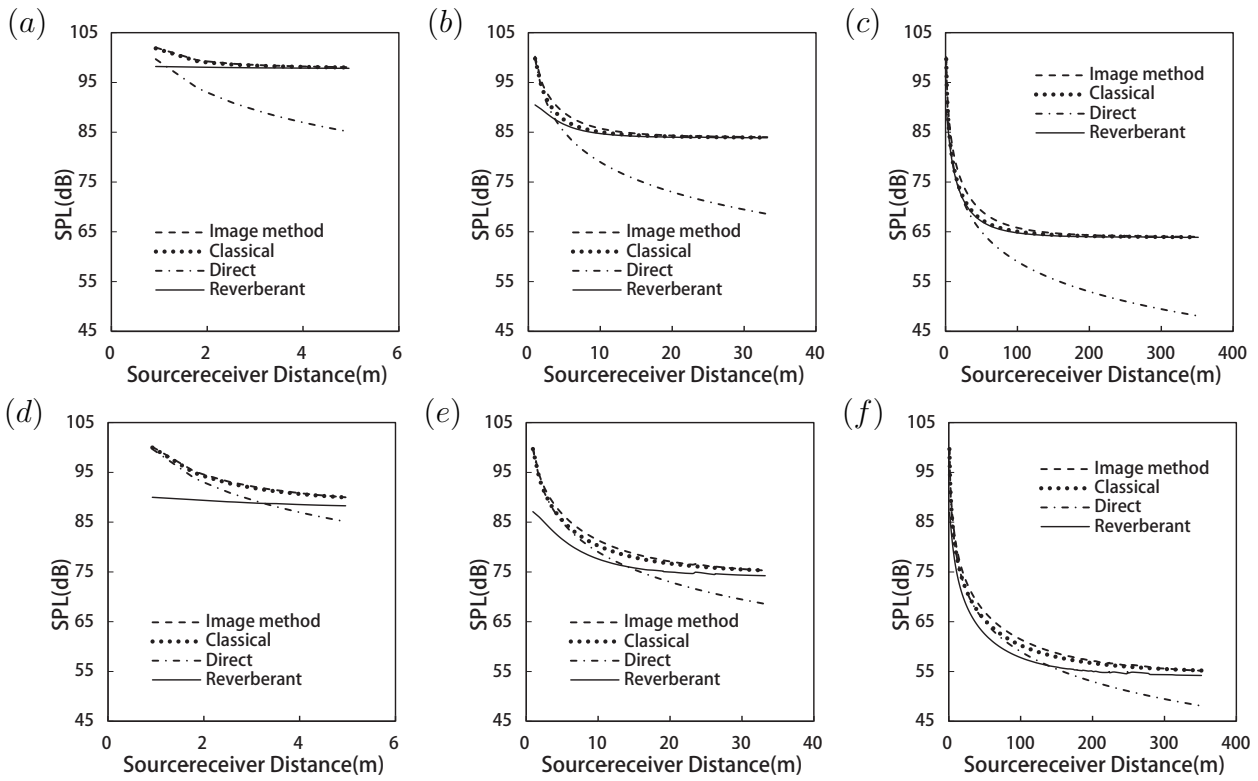 (a)
105
95
85
75
65
55
45
SPL(dB)
Image method
Classical
Direct
Reverberant
0
2
4
6
Sourcereceiver Distance(m)
(b)
105
95
85
75
65
55
45
SPL(dB)
Image method
Classical
Direct
Reverberant
0
10
20
30
40
Sourcereceiver Distance(m)
(c)
105
95
85
75
65
55
45
SPL(dB)
Image method
Classical
Direct
Reverberant
0
100
200
300
400
Sourcereceiver Distance(m)
(d)
105
95
85
75
65
55
45
SPL(dB)
Image method
Classical
Direct
Reverberant
0
2
4
6
Sourcereceiver Distance(m)
(e)
105
95
85
75
65
55
45
SPL(dB)
Image method
Classical
Direct
Reverberant
0
10
20
30
40
Sourcereceiver Distance(m)
(f)
105
95
85
75
65
55
45
SPL(dB)
Image method
Classical
Direct
Reverberant
0
100
200
300
400
Sourcereceiver Distance(m)